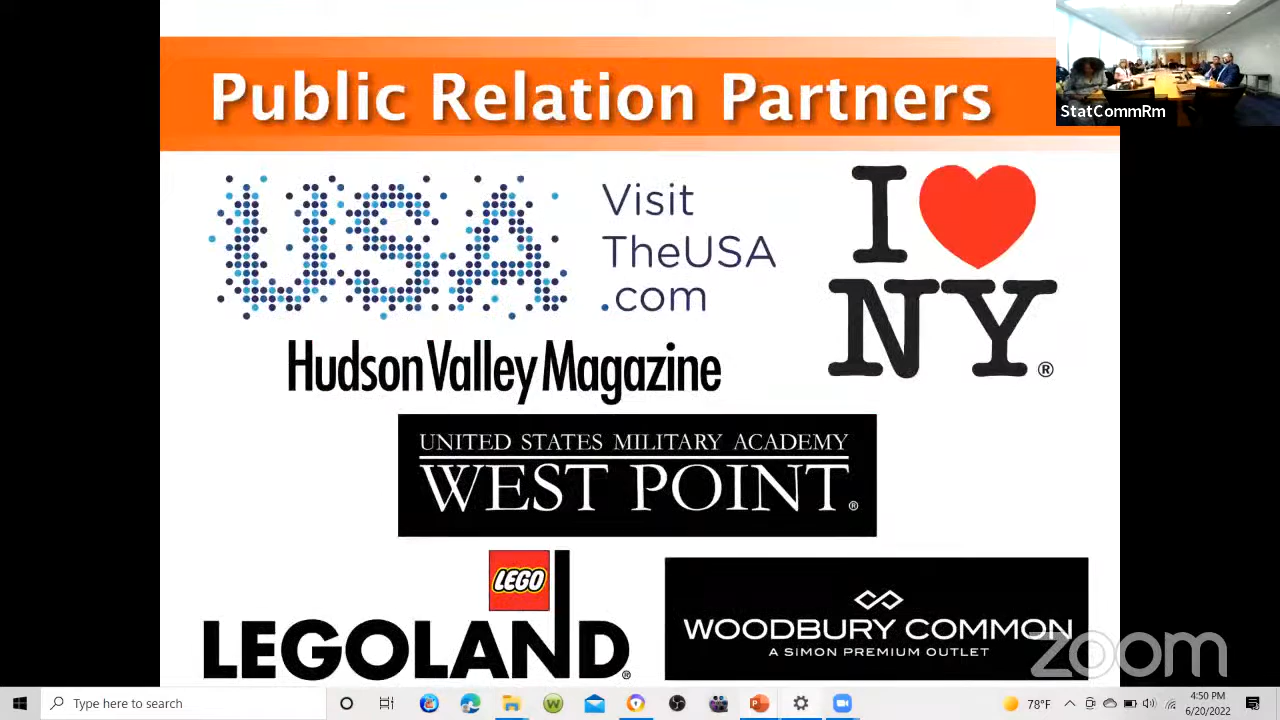 Public Relation Partners
StatCommRm
USA
Visit
TheUSA
.com
I
NY®
Hudson Valley Magazine
UNITED STATES MILITARY ACADEMY
WEST POINT®
LEGO
LEGOLAND®
WOODBURY COMMON
A SIMON PREMIUM OUTLET
zoom
Type here to search
78°F
4:50 PM
6/20/2022